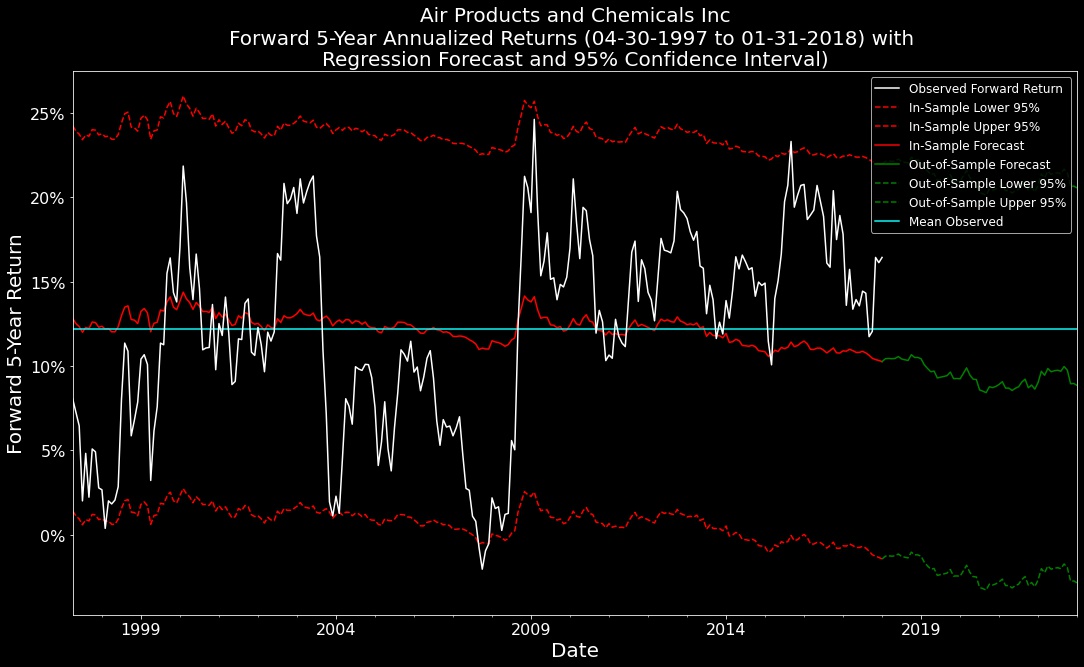 Air Products and Chemicals Inc
Forward 5-Year Annualized Returns (04-30-1997 to 01-31-2018) with
Regression Forecast and 95% Confidence Interval)
Observed Forward Return
In-Sample Lower 95%
In-Sample Upper 95%
In-Sample Forecast
Out-of-Sample Forecast
Out-of-Sample Lower 95%
Out-of-Sample Upper 95%
Mean Observed
Forward 5-Year Return
25%
20%
15%
10%
5%
0%
1999
2004
2009
2014
2019
Date